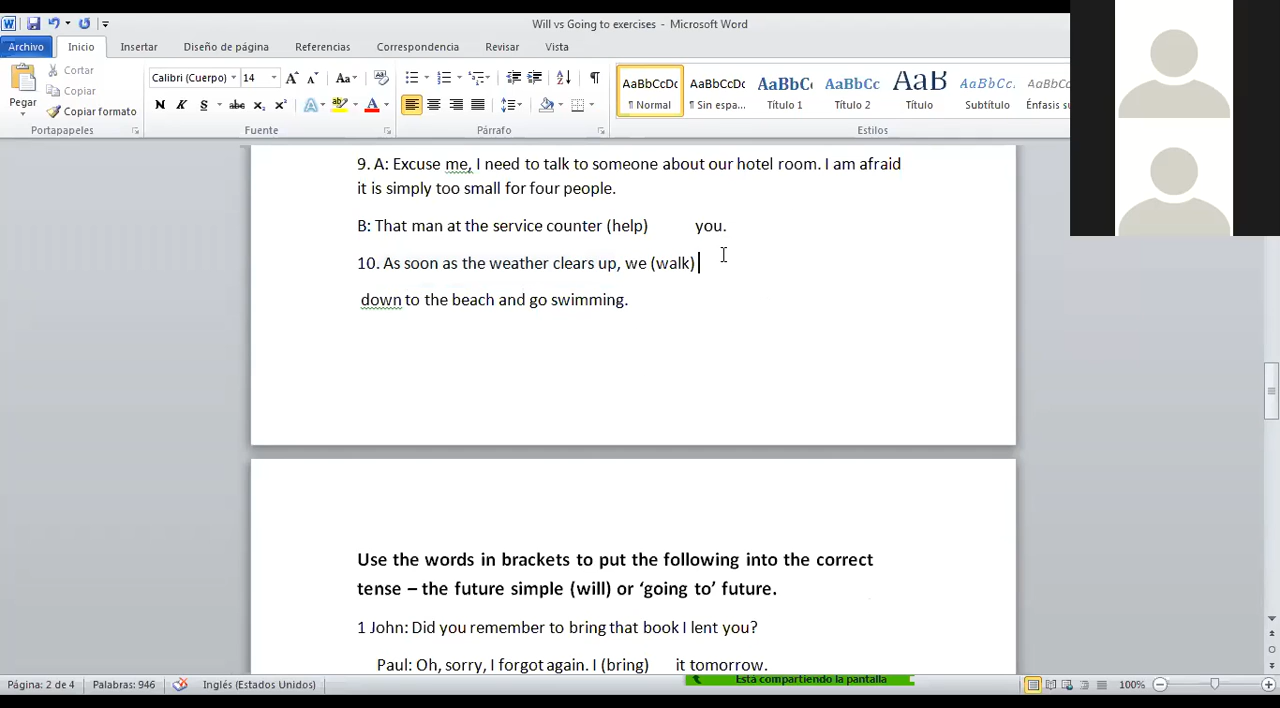 Will vs Going to exercises - Microsoft Word
Archivo Inicio Insertar Diseño de página Referencias Correspondencia Revisar Vista
Pegar
Cortar
Copiar
Copiar formato
Portapapeles
Calibri (Cuerpo) 14
Fuente
Párrafo
AaBbCcDc AaBbCcDc AaBbC AaBbCc AaB AaBbCc. AaBbCcDc
¶ Normal ¶ Sin espa... Título 1 Título 2 Título Subtítulo Énfasis su
Estilos
9. A: Excuse me, I need to talk to someone about our hotel room. I am afraid
it is simply too small for four people.
B: That man at the service counter (help) you.
10. As soon as the weather clears up, we (walk)
down to the beach and go swimming.
Use the words in brackets to put the following into the correct
tense – the future simple (will) or ‘going to’ future.
1 John: Did you remember to bring that book I lent you?
Paul: Oh, sorry, I forgot again. I (bring) it tomorrow.
Está compartiendo la pantalla
Página: 2 de 4 Palabras: 946 Inglés (Estados Unidos) 100%